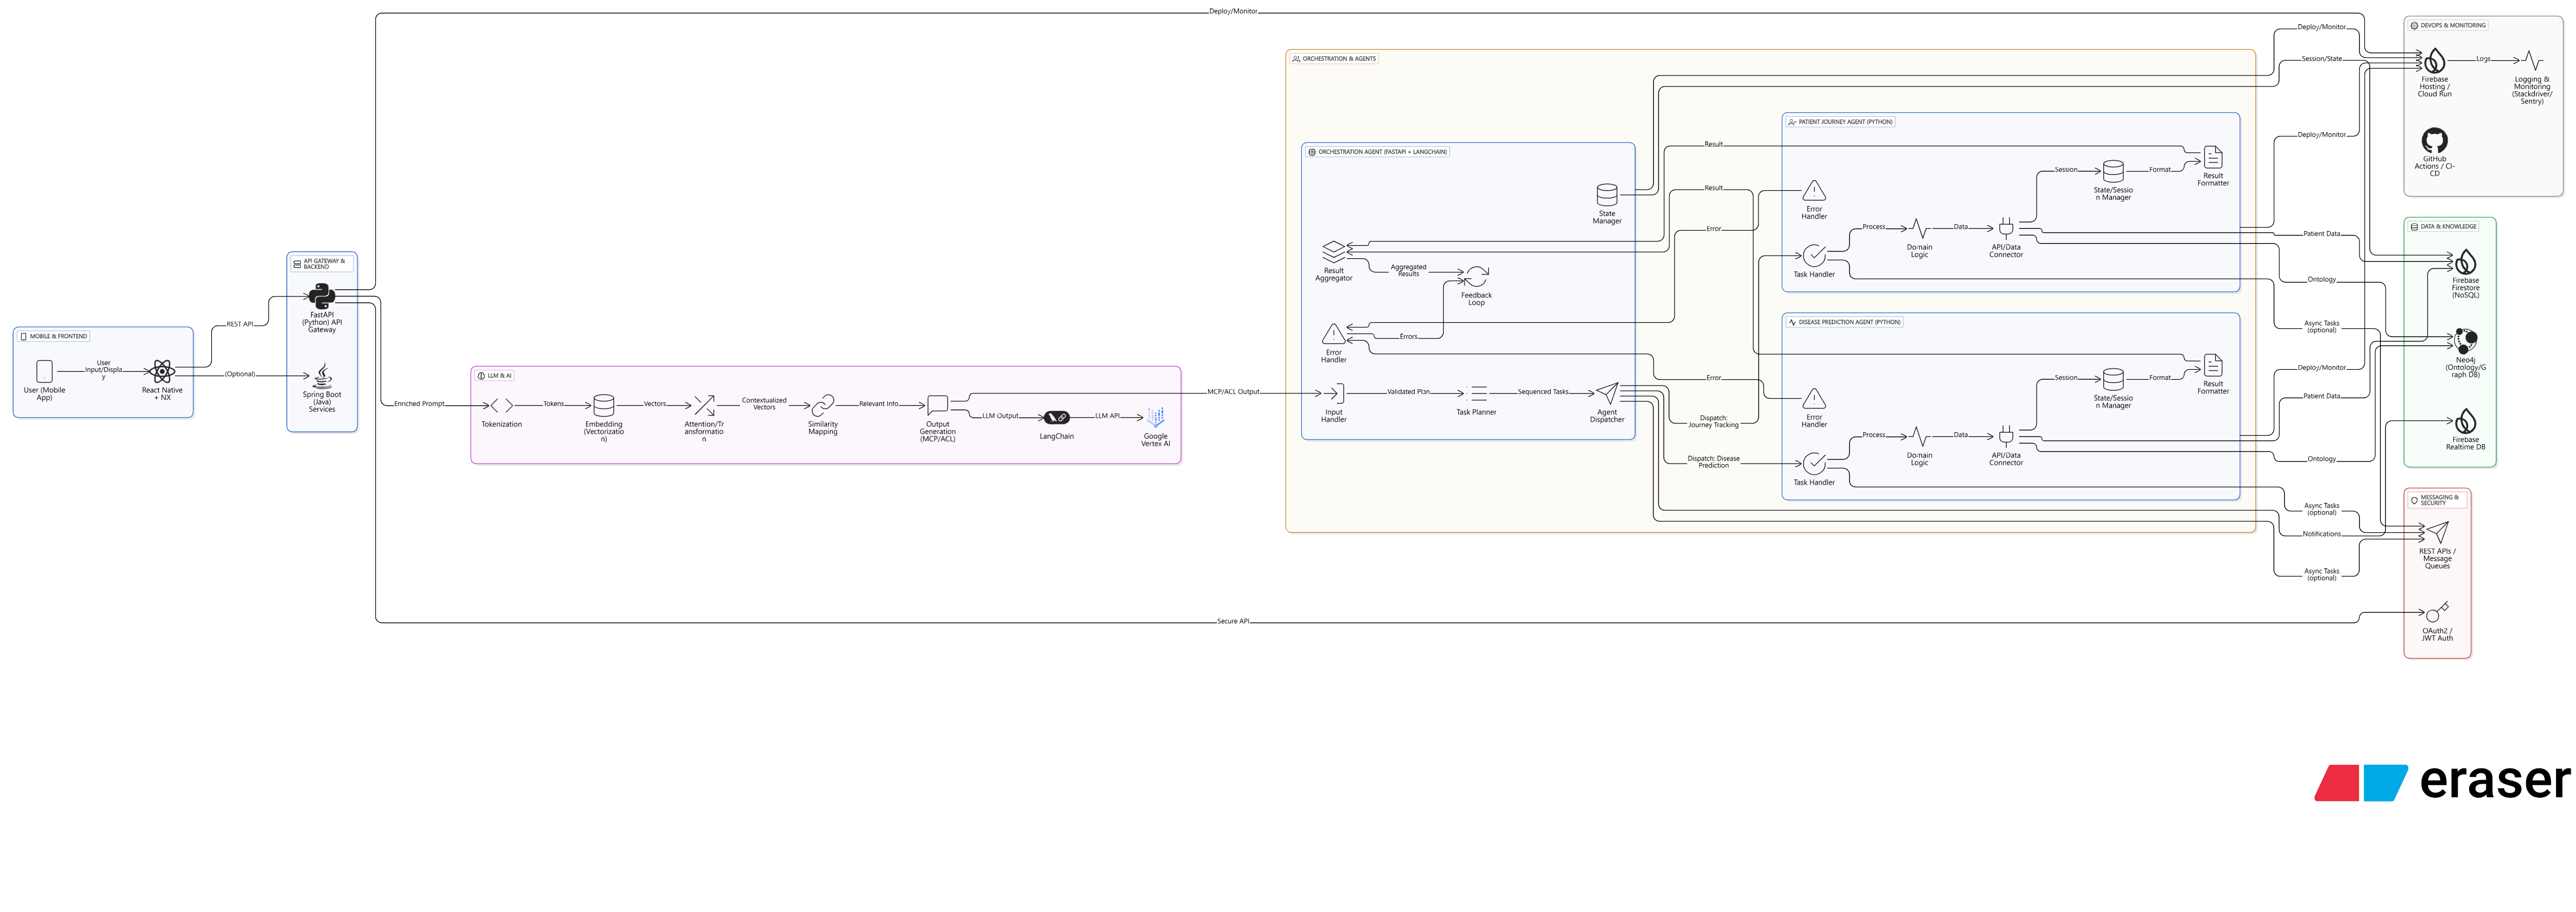 Deploy/Monitor
DEVOPS & MONITORING
Deploy/Monitor
Session/State
Firebase
Hosting /
Cloud Run
Logs
Logging &
Monitoring
(Stackdriver/
Sentry)
GitHub
Actions / CI-
CD
Deploy/Monitor
ORCHESTRATION & AGENTS
PATIENT JOURNEY AGENT (PYTHON)
ORCHESTRATION AGENT (FASTAPI + LANGCHAIN)
Result
Result
Error
State
Manager
Error
Handler
Task Handler
Process
Domain
Logic
Data
API/Data
Connector
Session
State/Sessio
n Manager
Format
Result
Formatter
Patient Data
Ontology
Async Tasks
(optional)
DATA & KNOWLEDGE
Firebase
Firestore
(NoSQL)
Neo4j
(Ontology/G
raph DB)
Firebase
Realtime DB
Result
Aggregator
Aggregated
Results
Feedback
Loop
Error
Handler
Errors
Error
API GATEWAY &
BACKEND
FastAPI
(Python) API
Gateway
Spring Boot
(Java)
Services
REST API
(Optional)
MOBILE & FRONTEND
User (Mobile
App)
User
Input/Displa
y
React Native
+ NX
LLM & AI
Enriched Prompt
Tokenization
Tokens
Embedding
(Vectorizatio
n)
Vectors
Attention/Tr
ansformatio
n
Contextualized
Vectors
Similarity
Mapping
Relevant Info
Output
Generation
(MCP/ACL)
LLM Output
LangChain
LLM API
Google
Vertex AI
MCP/ACL Output
Input
Handler
Validated Plan
Task Planner
Sequenced Tasks
Agent
Dispatcher
Dispatch:
Journey Tracking
Dispatch: Disease
Prediction
DISEASE PREDICTION AGENT (PYTHON)
Error
Handler
Task Handler
Process
Domain
Logic
Data
API/Data
Connector
Session
State/Sessio
n Manager
Format
Result
Formatter
Deploy/Monitor
Patient Data
Ontology
Async Tasks
(optional)
Notifications
Async Tasks
(optional)
MESSAGING &
SECURITY
REST APIs /
Message
Queues
OAuth2 /
JWT Auth
Secure API
eraser